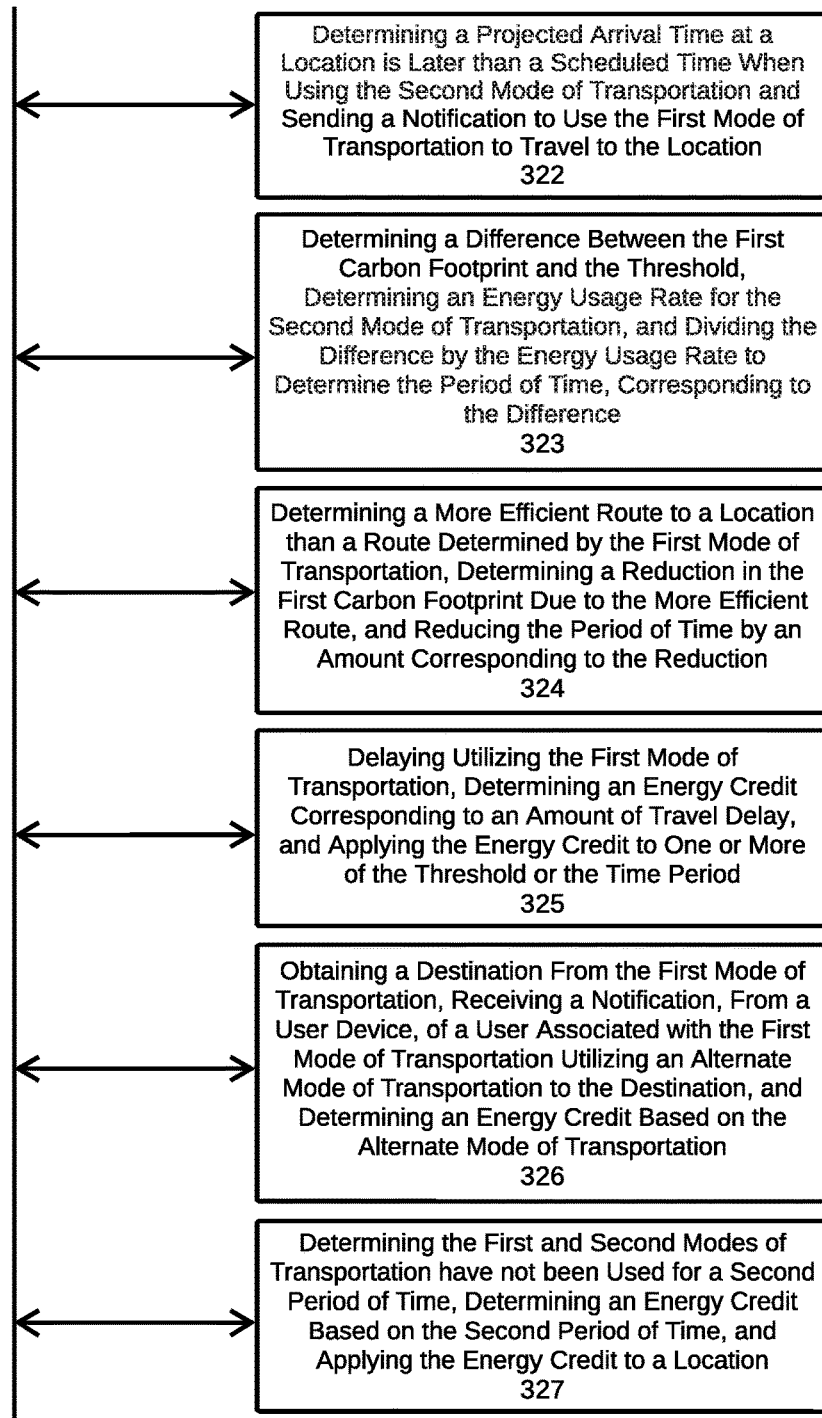 Determining a Projected Arrival Time at a
Location is Later than a Scheduled Time When
Using the Second Mode of Transportation and
Sending a Notification to Use the First Mode of
Transportation to Travel to the Location
322
Determining a Difference Between the First
Carbon Footprint and the Threshold,
Determining an Energy Usage Rate for the
Second Mode of Transportation, and Dividing the
Difference by the Energy Usage Rate to
Determine the Period of Time, Corresponding to
the Difference
323
Determining a More Efficient Route to a Location
than a Route Determined by the First Mode of
Transportation, Determining a Reduction in the
First Carbon Footprint Due to the More Efficient
Route, and Reducing the Period of Time by an
Amount Corresponding to the Reduction
324
Delaying Utilizing the First Mode of
Transportation, Determining an Energy Credit
Corresponding to an Amount of Travel Delay,
and Applying the Energy Credit to One or More
of the Threshold or the Time Period
325
Obtaining a Destination From the First Mode of
Transportation, Receiving a Notification, From a
User Device, of a User Associated with the First
Mode of Transportation Utilizing an Alternate
Mode of Transportation to the Destination, and
Determining an Energy Credit Based on the
Alternate Mode of Transportation
326
Determining the First and Second Modes of
Transportation have not been Used for a Second
Period of Time, Determining an Energy Credit
Based on the Second Period of Time, and
Applying the Energy Credit to a Location
327